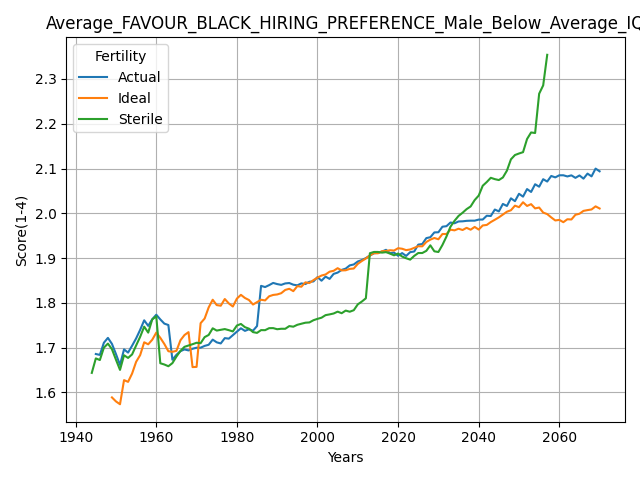 Average_FAVOUR_BLACK_HIRING_PREFERENCE_Male_Below_Average_IQ
Fertility
Actual
Ideal
Sterile
Score(1-4)
2.3
2.2
2.1
2.0
1.9
1.8
1.7
1.6
1940 1960 1980 2000 2020 2040 2060
Years